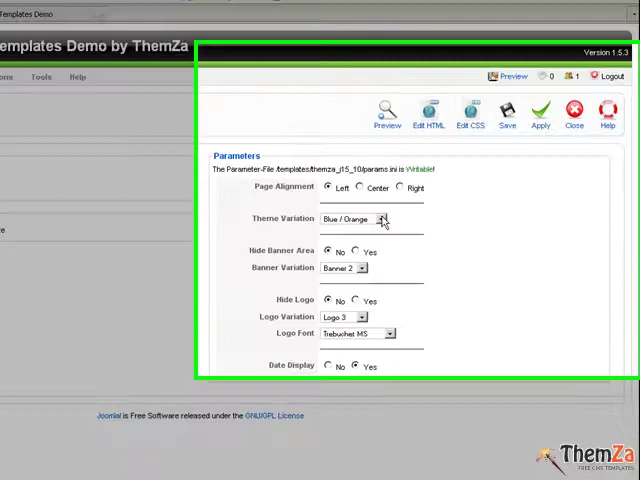 Templates Demo
emplates Demo by ThemZa
Version 1.5.3
ons Tools Help
Preview 0 1 Logout
Preview Edit HTML Edit CSS Save Apply Close Help
Parameters
The Parameter-File /templates/themza_j15_10/params.ini is Writable!
Page Alignment Left Center Right
Theme Variation Blue / Orange
Hide Banner Area No Yes
Banner Variation Banner 2
Hide Logo No Yes
Logo Variation Logo 3
Logo Font Trebuchet MS
Date Display No Yes
Joomla! is Free Software released under the GNU/GPL License
ThemZa
FREE CMS TEMPLATES